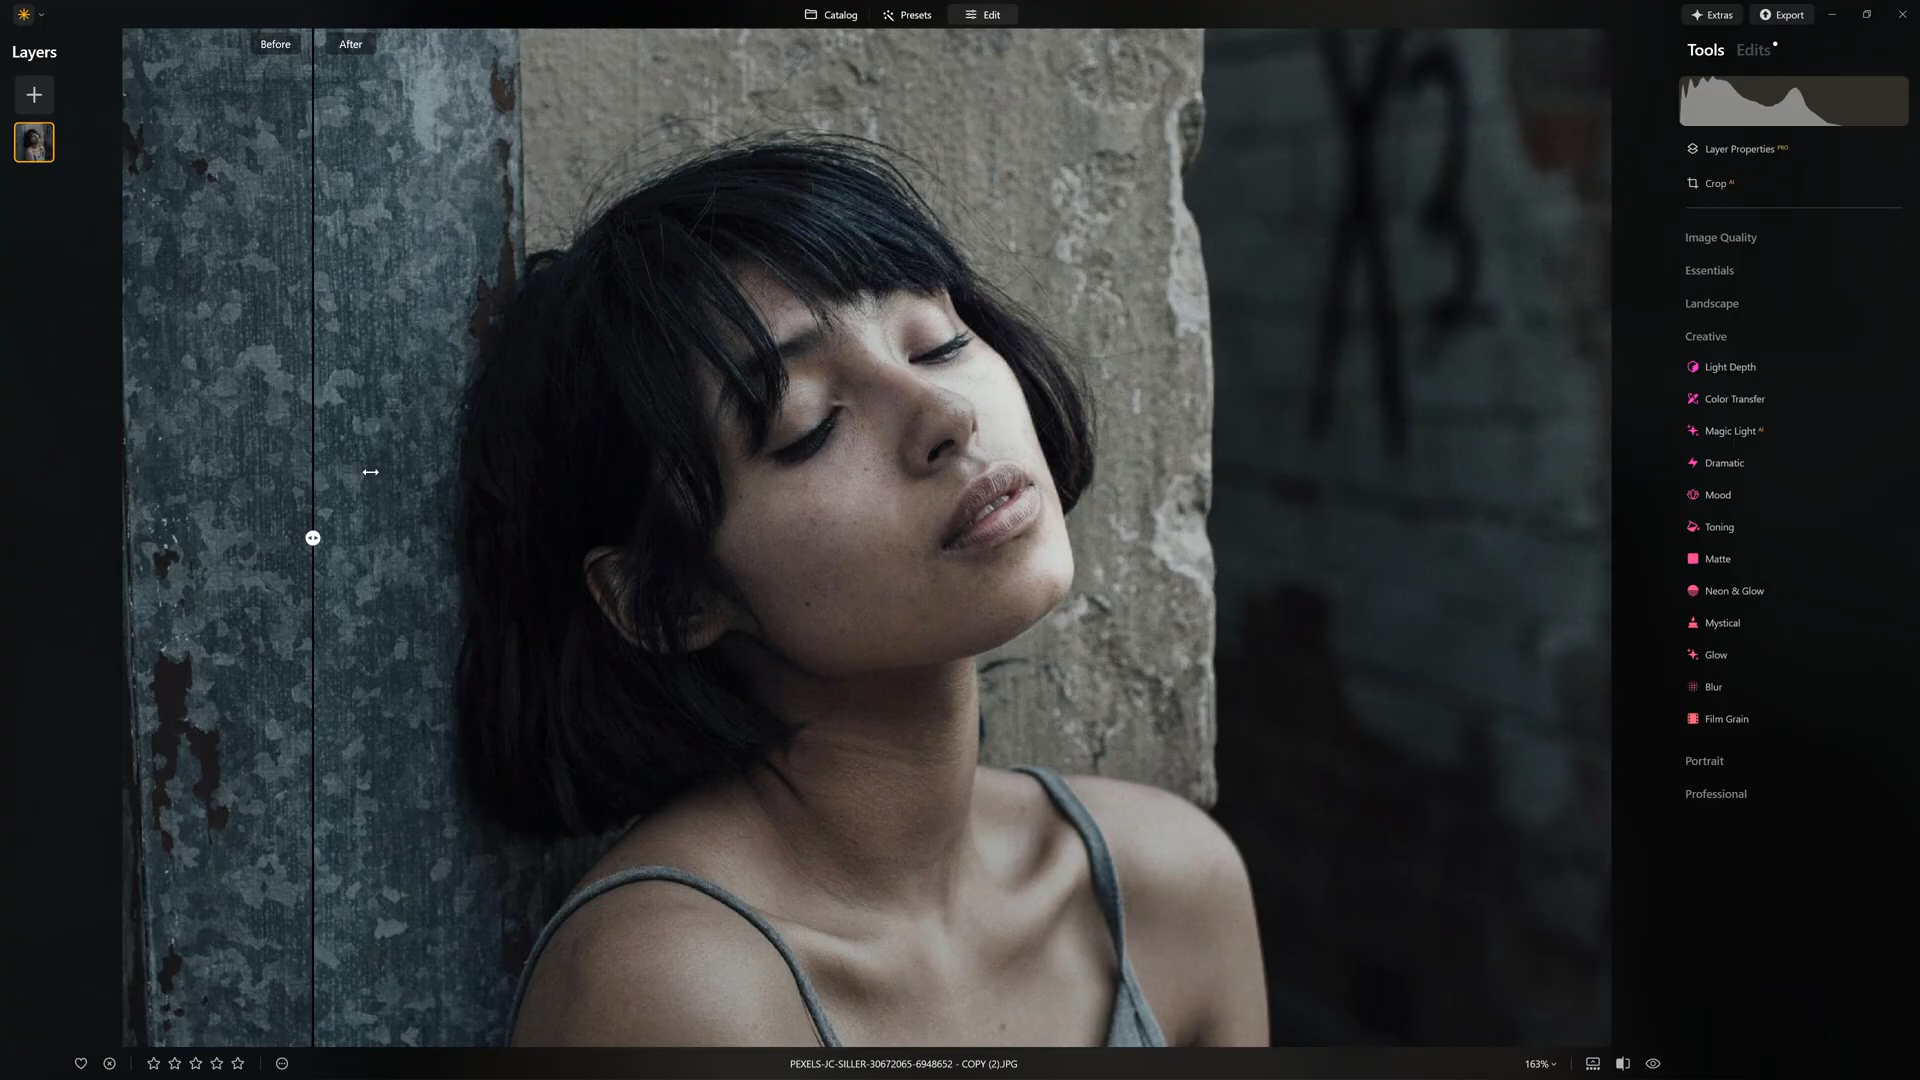 Catalog
Presets
Edit
Extras
Export
Layers
Before
After
Tools
Edits
Layer Properties PRO
Crop AI
Image Quality
Essentials
Landscape
Creative
Light Depth
Color Transfer
Magic Light AI
Dramatic
Mood
Toning
Matte
Neon & Glow
Mystical
Glow
Blur
Film Grain
Portrait
Professional
PEXELS-JC-SILLER-30672065-6948652 - COPY (2).JPG
163%